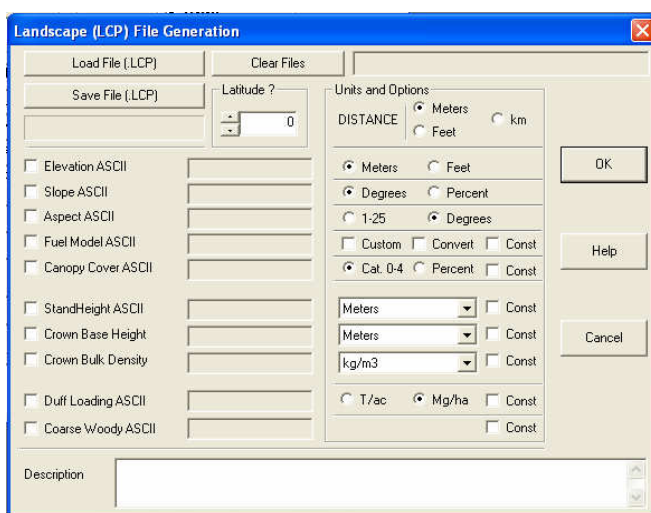 Landscape (LCP) File Generation
Load File (.LCP) Clear Files
Save File (.LCP) Latitude ? Units and Options
0 DISTANCE Meters km
Feet
Elevation ASCII Meters Feet OK
Slope ASCII Degrees Percent
Aspect ASCII 1-25 Degrees
Fuel Model ASCII Custom Convert Const Help
Canopy Cover ASCII Cat. 0-4 Percent Const
StandHeight ASCII Meters Const
Crown Base Height Meters Const Cancel
Crown Bulk Density kg/m3 Const
Duff Loading ASCII T/ac Mg/ha Const
Coarse Woody ASCII Const
Description